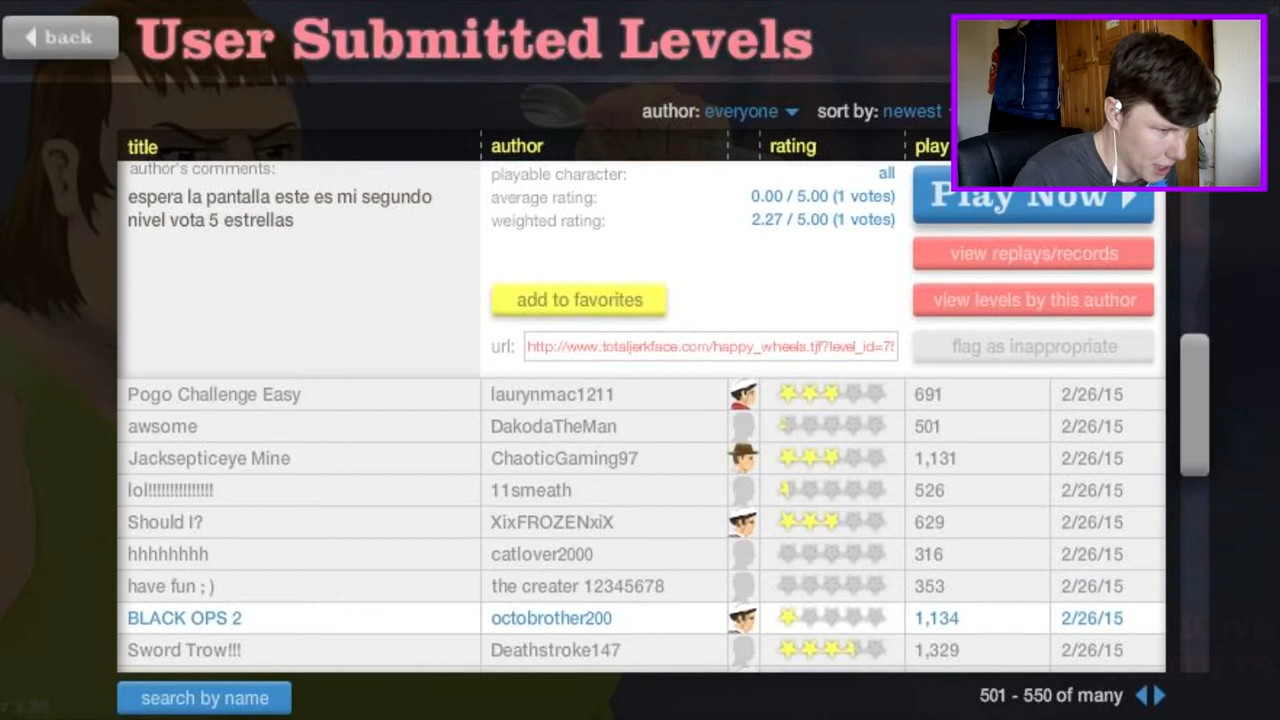 back
User Submitted Levels
author: everyone sort by: newest
title author rating play
author's comments:
espera la pantalla este es mi segundo
nivel vota 5 estrellas
playable character: all
average rating: 0.00 / 5.00 (1 votes)
weighted rating: 2.27 / 5.00 (1 votes)
Play Now
view replays/records
add to favorites
view levels by this author
url: http://www.totaljerkface.com/happy_wheels.tjf?level_id=75
flag as inappropriate
Pogo Challenge Easy laurynmac1211 691 2/26/15
awsome DakodaTheMan 501 2/26/15
Jacksepticeye Mine ChaoticGaming97 1,131 2/26/15
lol!!!!!!!!!!!!!!! 11smeath 526 2/26/15
Should I? XixFROZENxiX 629 2/26/15
hhhhhhhh catlover2000 316 2/26/15
have fun ; ) the creater 12345678 353 2/26/15
BLACK OPS 2 octobrother200 1,134 2/26/15
Sword Trow!!! Deathstroke147 1,329 2/26/15
search by name
501 - 550 of many